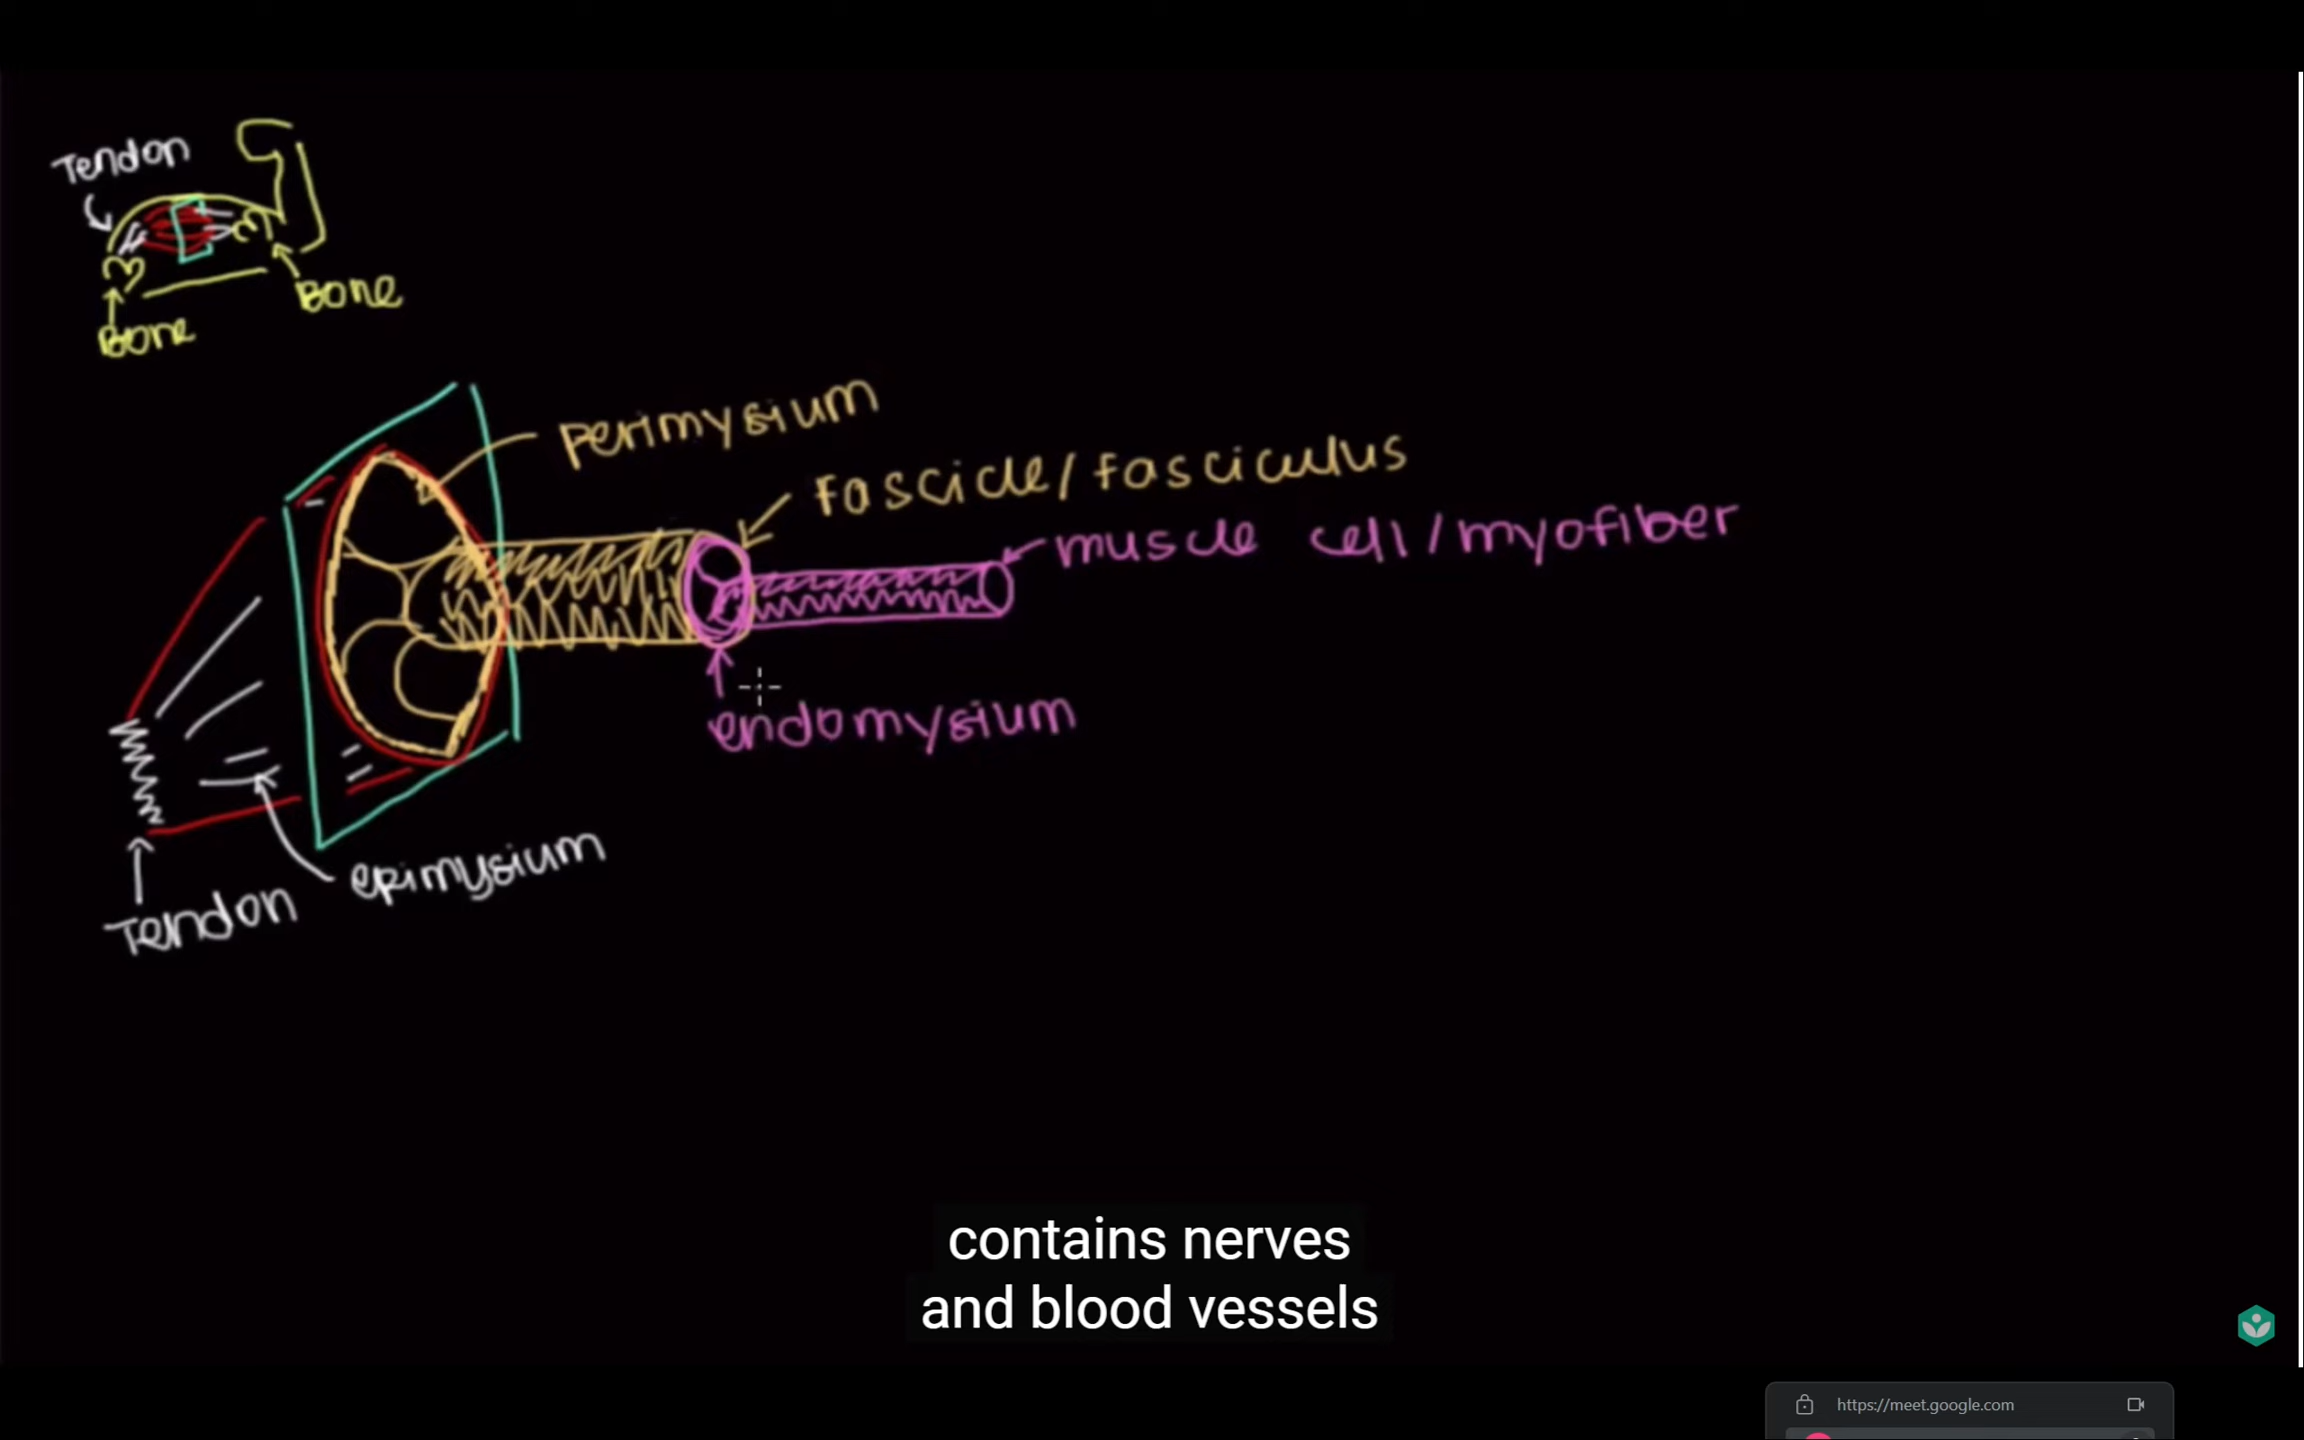 Tendon
Bone
Bone
Perimysium
Fascicle/fasciculus
muscle cell/myofiber
endomysium
epimysium
Tendon
contains nerves
and blood vessels
https://meet.google.com